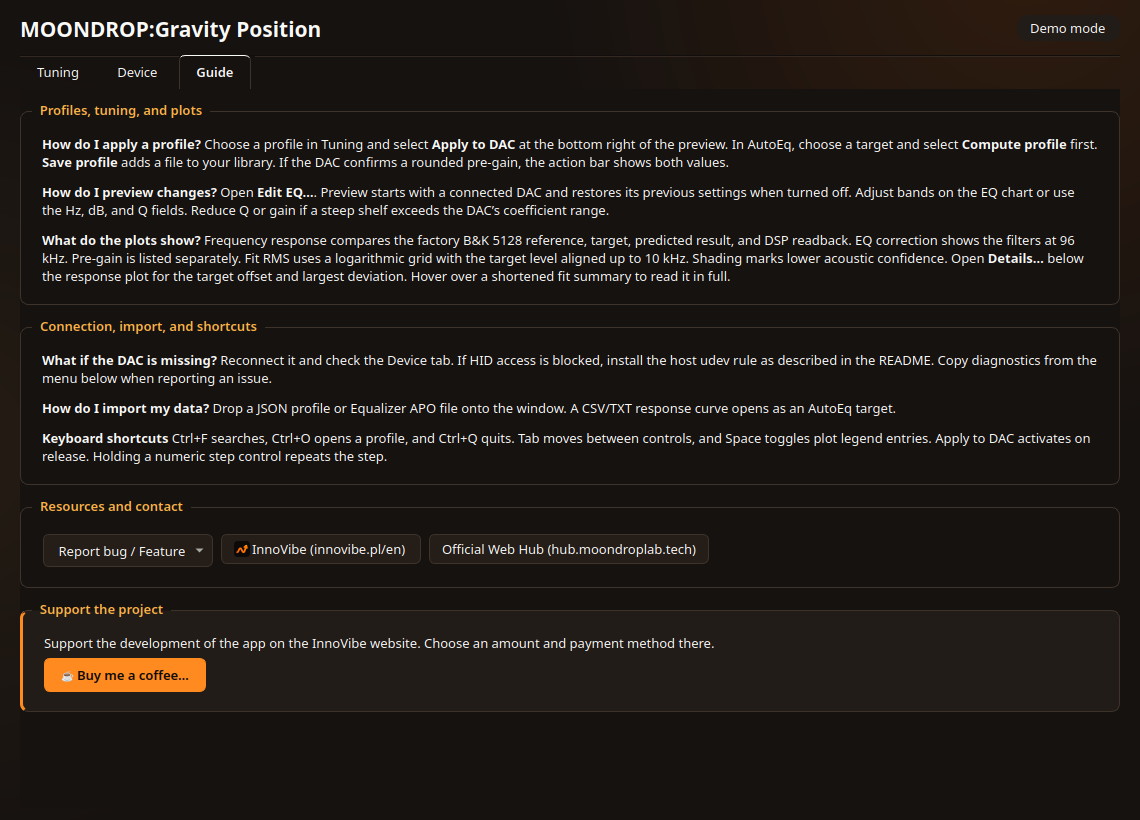 MOONDROP:Gravity Position
Demo mode
Tuning
Device
Guide
Profiles, tuning, and plots
How do I apply a profile? Choose a profile in Tuning and select Apply to DAC at the bottom right of the preview. In AutoEq, choose a target and select Compute profile first.
Save profile adds a file to your library. If the DAC confirms a rounded pre-gain, the action bar shows both values.
How do I preview changes? Open Edit EQ.... Preview starts with a connected DAC and restores its previous settings when turned off. Adjust bands on the EQ chart or use
the Hz, dB, and Q fields. Reduce Q or gain if a steep shelf exceeds the DAC’s coefficient range.
What do the plots show? Frequency response compares the factory B&K 5128 reference, target, predicted result, and DSP readback. EQ correction shows the filters at 96
kHz. Pre-gain is listed separately. Fit RMS uses a logarithmic grid with the target level aligned up to 10 kHz. Shading marks lower acoustic confidence. Open Details... below
the response plot for the target offset and largest deviation. Hover over a shortened fit summary to read it in full.
Connection, import, and shortcuts
What if the DAC is missing? Reconnect it and check the Device tab. If HID access is blocked, install the host udev rule as described in the README. Copy diagnostics from the
menu below when reporting an issue.
How do I import my data? Drop a JSON profile or Equalizer APO file onto the window. A CSV/TXT response curve opens as an AutoEq target.
Keyboard shortcuts Ctrl+F searches, Ctrl+O opens a profile, and Ctrl+Q quits. Tab moves between controls, and Space toggles plot legend entries. Apply to DAC activates on
release. Holding a numeric step control repeats the step.
Resources and contact
Report bug / Feature
InnoVibe (innovibe.pl/en)
Official Web Hub (hub.moondroplab.tech)
Support the project
Support the development of the app on the InnoVibe website. Choose an amount and payment method there.
Buy me a coffee...